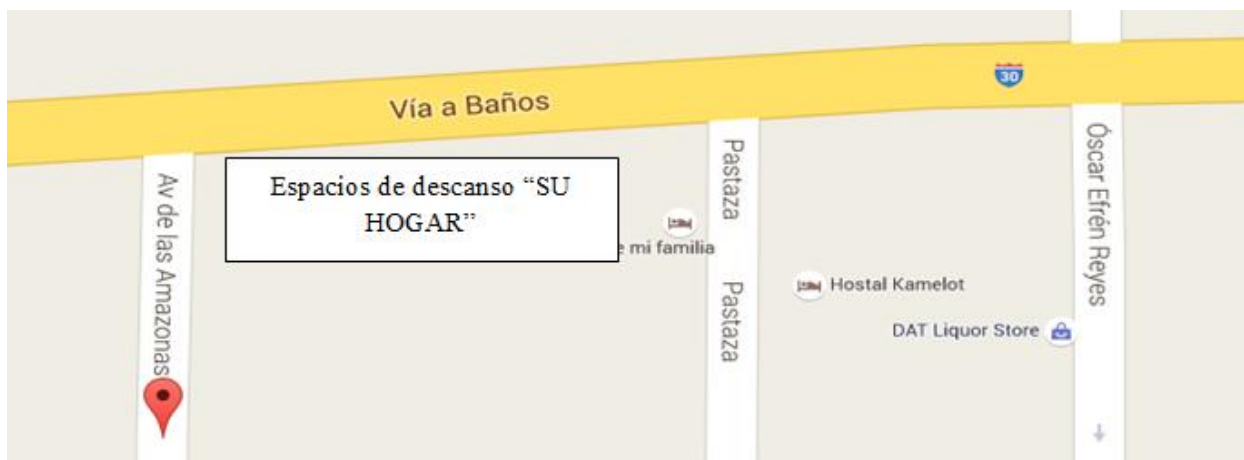 30
Vía a Baños
Espacios de descanso “SU
HOGAR”
Av de las Amazonas
Pastaza
Óscar Efrén Reyes
mi familia
Pastaza
Hostal Kamelot
DAT Liquor Store